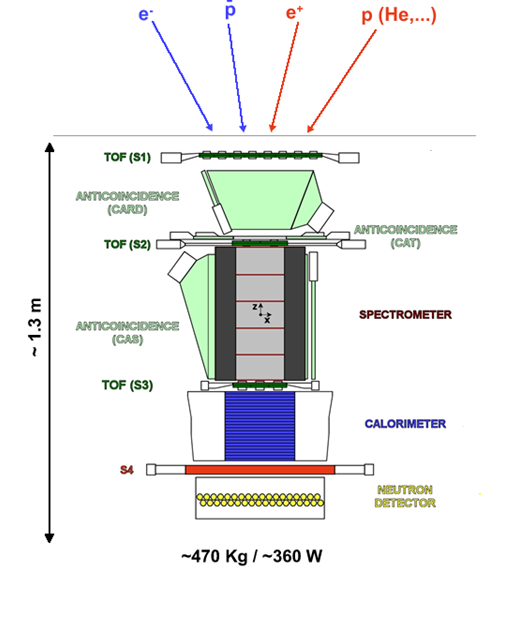 e⁻ p̄ e⁺ p (He,...)
TOF (S1)
ANTICOINCIDENCE
(CARD)
ANTICOINCIDENCE
(CAT)
TOF (S2)
z
x
SPECTROMETER
~ 1.3 m
ANTICOINCIDENCE
(CAS)
TOF (S3)
CALORIMETER
S4
NEUTRON
DETECTOR
~470 Kg / ~360 W